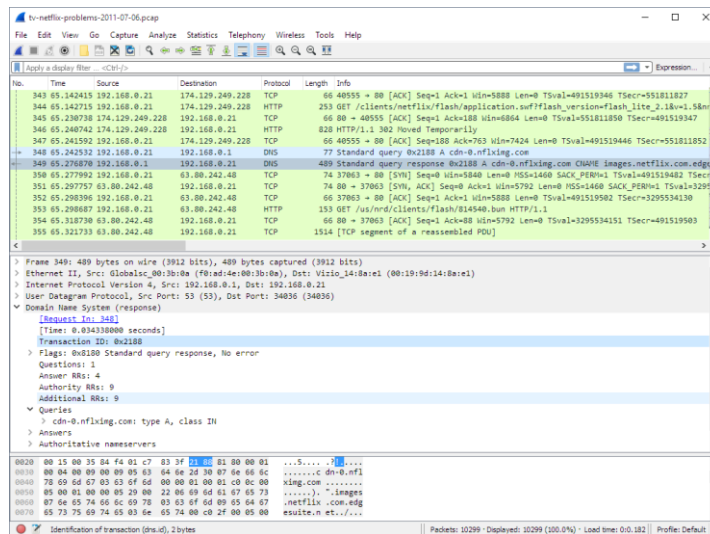 tv-netflix-problems-2011-07-06.pcap
File Edit View Go Capture Analyze Statistics Telephony Wireless Tools Help
Apply a display filter ... <Ctrl-/> Expression...
No. Time Source Destination Protocol Length Info
343 65.142415 192.168.0.21 174.129.249.228 TCP 66 40555 → 80 [ACK] Seq=1 Ack=1 Win=5888 Len=0 TSval=491519346 TSecr=551811827
344 65.142715 192.168.0.21 174.129.249.228 HTTP 253 GET /clients/netflix/flash/application.swf?flash_version=flash_lite_2.1&v=1.5&nr
345 65.230738 174.129.249.228 192.168.0.21 TCP 66 80 → 40555 [ACK] Seq=1 Ack=188 Win=6864 Len=0 TSval=551811850 TSecr=491519347
346 65.240742 174.129.249.228 192.168.0.21 HTTP 828 HTTP/1.1 302 Moved Temporarily
347 65.241592 192.168.0.21 174.129.249.228 TCP 66 40555 → 80 [ACK] Seq=188 Ack=763 Win=7424 Len=0 TSval=491519446 TSecr=551811852
348 65.242532 192.168.0.21 192.168.0.1 DNS 77 Standard query 0x2188 A cdn-0.nflximg.com
349 65.276870 192.168.0.1 192.168.0.21 DNS 489 Standard query response 0x2188 A cdn-0.nflximg.com CNAME images.netflix.com.edge
350 65.277992 192.168.0.21 63.80.242.48 TCP 74 37063 → 80 [SYN] Seq=0 Win=5840 Len=0 MSS=1460 SACK_PERM=1 TSval=491519482 TSecr
351 65.297757 63.80.242.48 192.168.0.21 TCP 74 80 → 37063 [SYN, ACK] Seq=0 Ack=1 Win=5792 Len=0 MSS=1460 SACK_PERM=1 TSval=3295
352 65.298396 192.168.0.21 63.80.242.48 TCP 66 37063 → 80 [ACK] Seq=1 Ack=1 Win=5888 Len=0 TSval=491519502 TSecr=3295534130
353 65.298687 192.168.0.21 63.80.242.48 HTTP 153 GET /us/nrd/clients/flash/814540.bun HTTP/1.1
354 65.318730 63.80.242.48 192.168.0.21 TCP 66 80 → 37063 [ACK] Seq=1 Ack=88 Win=5792 Len=0 TSval=3295534151 TSecr=491519503
355 65.321733 63.80.242.48 192.168.0.21 TCP 1514 [TCP segment of a reassembled PDU]
Frame 349: 489 bytes on wire (3912 bits), 489 bytes captured (3912 bits)
Ethernet II, Src: Globalsc_00:3b:0a (f0:ad:4e:00:3b:0a), Dst: Vizio_14:8a:e1 (00:19:9d:14:8a:e1)
Internet Protocol Version 4, Src: 192.168.0.1, Dst: 192.168.0.21
User Datagram Protocol, Src Port: 53 (53), Dst Port: 34036 (34036)
Domain Name System (response)
[Request In: 348]
[Time: 0.034338000 seconds]
Transaction ID: 0x2188
Flags: 0x8180 Standard query response, No error
Questions: 1
Answer RRs: 4
Authority RRs: 9
Additional RRs: 9
Queries
cdn-0.nflximg.com: type A, class IN
Answers
Authoritative nameservers
0020 00 15 00 35 84 f4 01 c7 83 3f 21 88 81 80 00 01 ...5.... .?!.....
0030 00 04 00 09 00 09 05 63 64 6e 2d 30 07 6e 66 6c .......c dn-0.nfl
0040 78 69 6d 67 03 63 6f 6d 00 00 01 00 01 c0 0c 00 ximg.com ........
0050 05 00 01 00 00 05 29 00 22 06 69 6d 61 67 65 73 ......). ".images
0060 07 6e 65 74 66 6c 69 78 03 63 6f 6d 09 65 64 67 .netflix .com.edg
0070 65 73 75 69 74 65 03 6e 65 74 00 c0 2f 00 05 00 esuite.n et../...
Identification of transaction (dns.id), 2 bytes Packets: 10299 · Displayed: 10299 (100.0%) · Load time: 0:0.182 Profile: Default